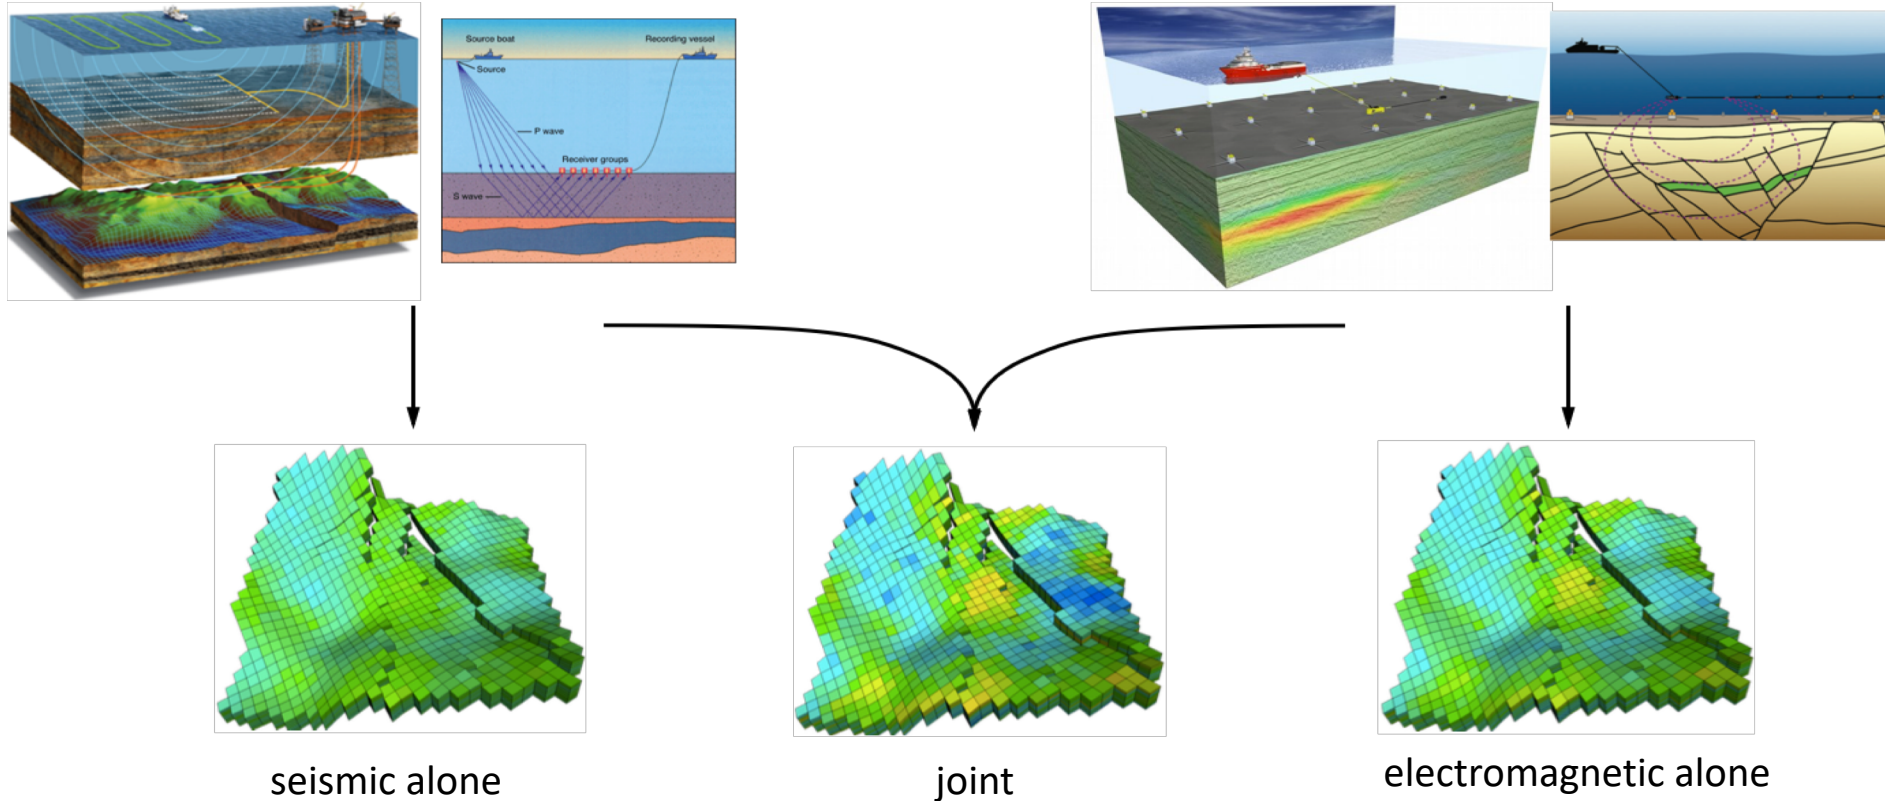 Source boat
Recording vessel
Source
P wave
Receiver groups
S wave
seismic alone
joint
electromagnetic alone